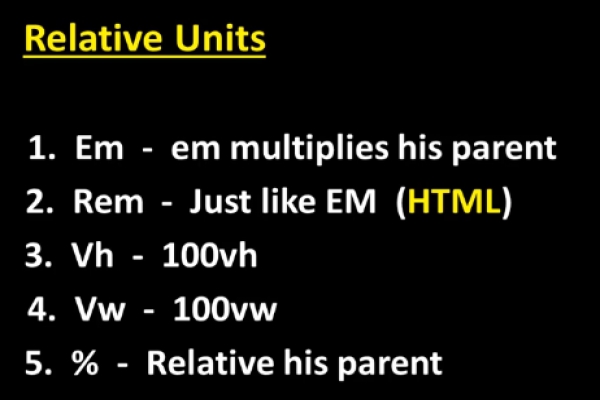 Relative Units
1. Em - em multiplies his parent
2. Rem - Just like EM (HTML)
3. Vh - 100vh
4. Vw - 100vw
5. % - Relative his parent